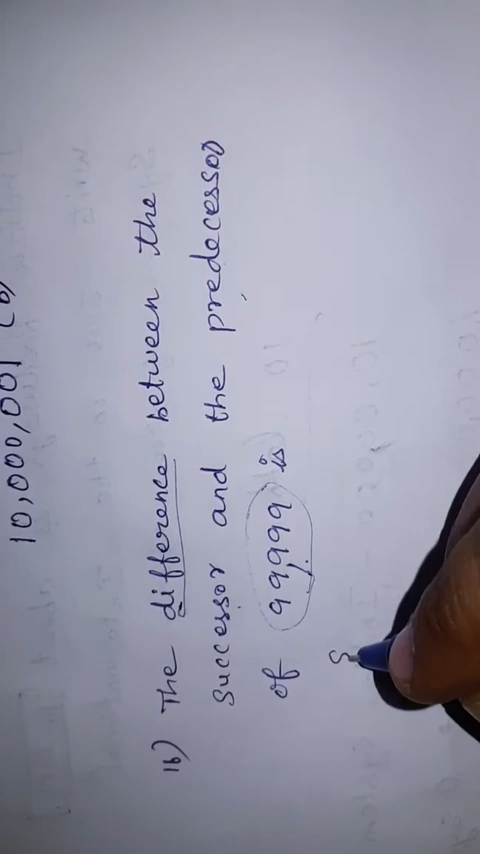 10,000,001 (b)
16) The difference between the
Successor and the predecessor
of 99,999 is
S